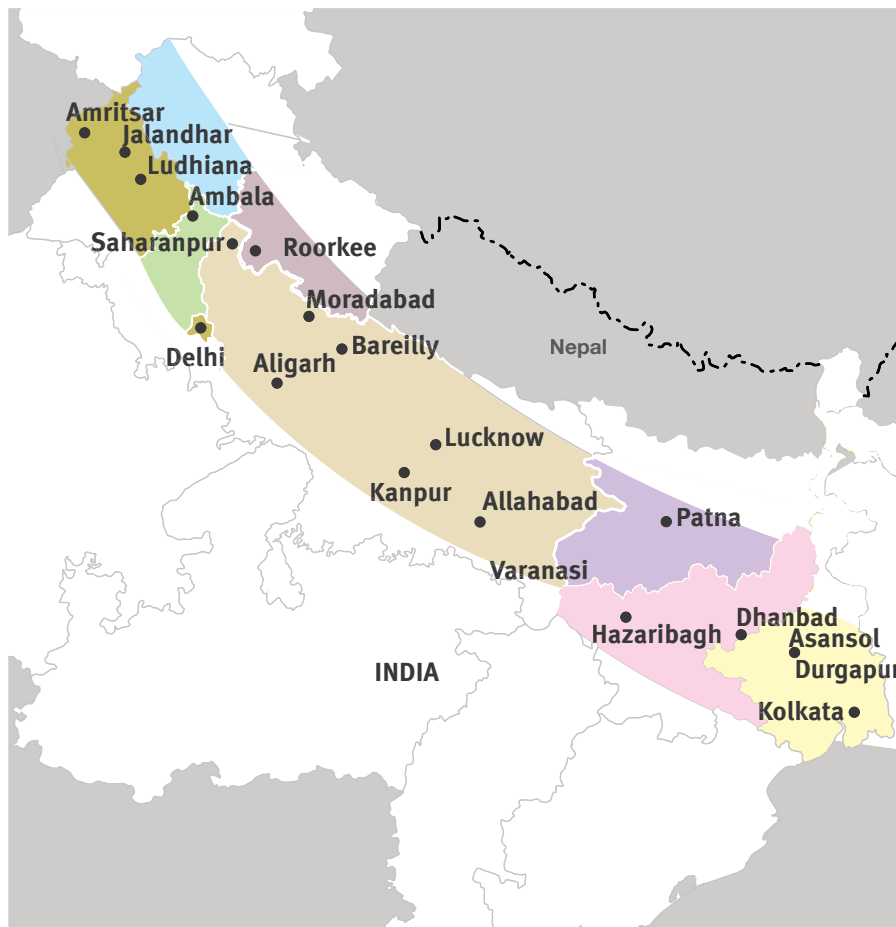 Amritsar
Jalandhar
Ludhiana
Ambala
Saharanpur
Roorkee
Moradabad
Delhi
Bareilly
Aligarh
Nepal
Lucknow
Kanpur
Allahabad
Patna
Varanasi
Hazaribagh
Dhanbad
Asansol
INDIA
Durgapur
Kolkata